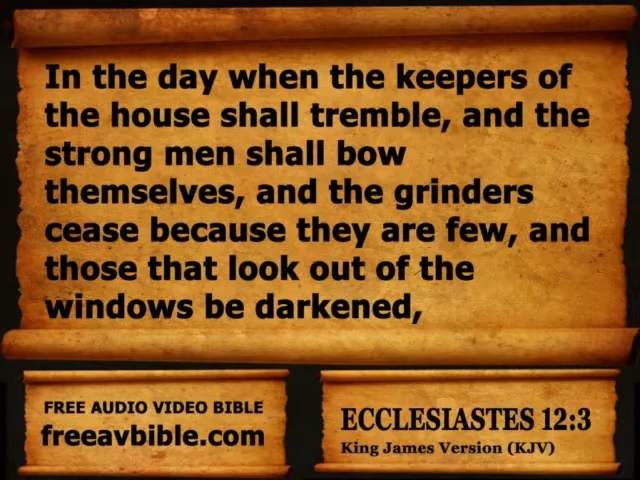 In the day when the keepers of
the house shall tremble, and the
strong men shall bow
themselves, and the grinders
cease because they are few, and
those that look out of the
windows be darkened,
FREE AUDIO VIDEO BIBLE
freeavbible.com
ECCLESIASTES 12:3
King James Version (KJV)